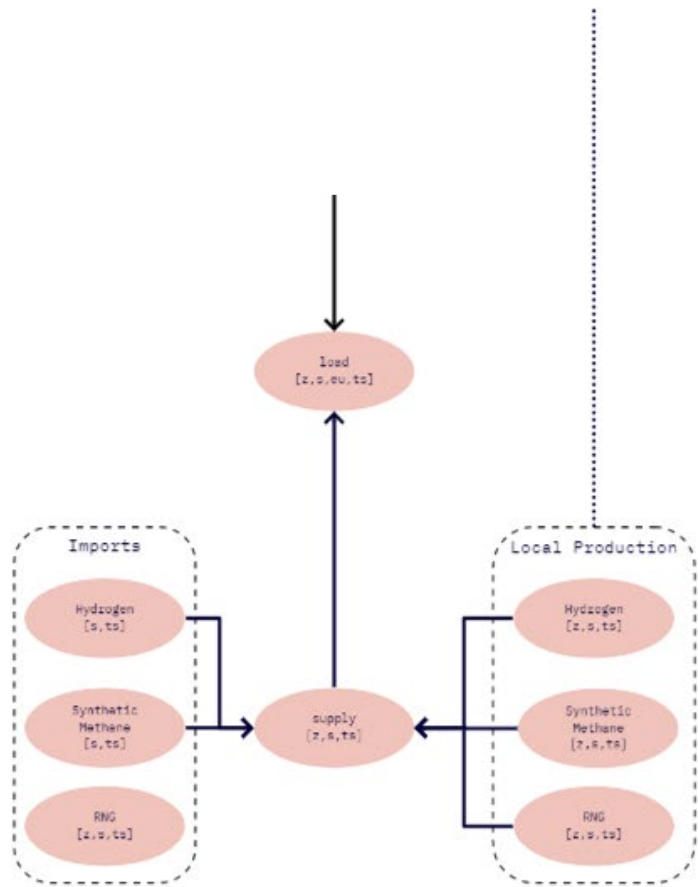 load
[z,s,eu,ts]
Imports
Hydrogen
[s,ts]
Synthetic
Methane
[s,ts]
RNG
[z,s,ts]
supply
[z,s,ts]
Local Production
Hydrogen
[z,s,ts]
Synthetic
Methane
[z,s,ts]
RNG
[z,s,ts]